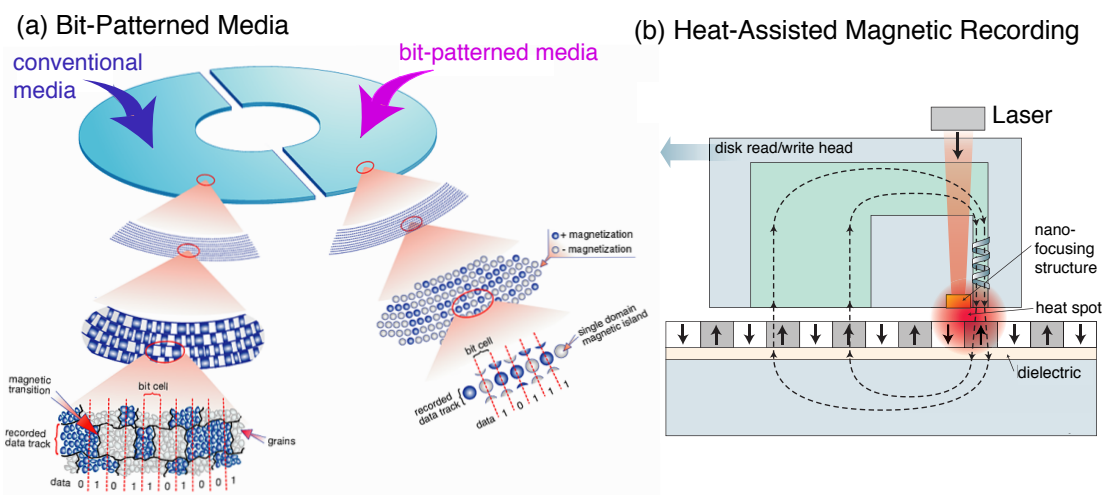 (a) Bit-Patterned Media
conventional
media
bit-patterned media
+ magnetization
- magnetization
single domain
magnetic island
bit cell
recorded
data track
data 1 0 1 1 1
magnetic
transition
bit cell
recorded
data track
grains
data 0 1 0 1 1 0 1 0 0 1
(b) Heat-Assisted Magnetic Recording
Laser
disk read/write head
nano-
focusing
structure
heat spot
dielectric